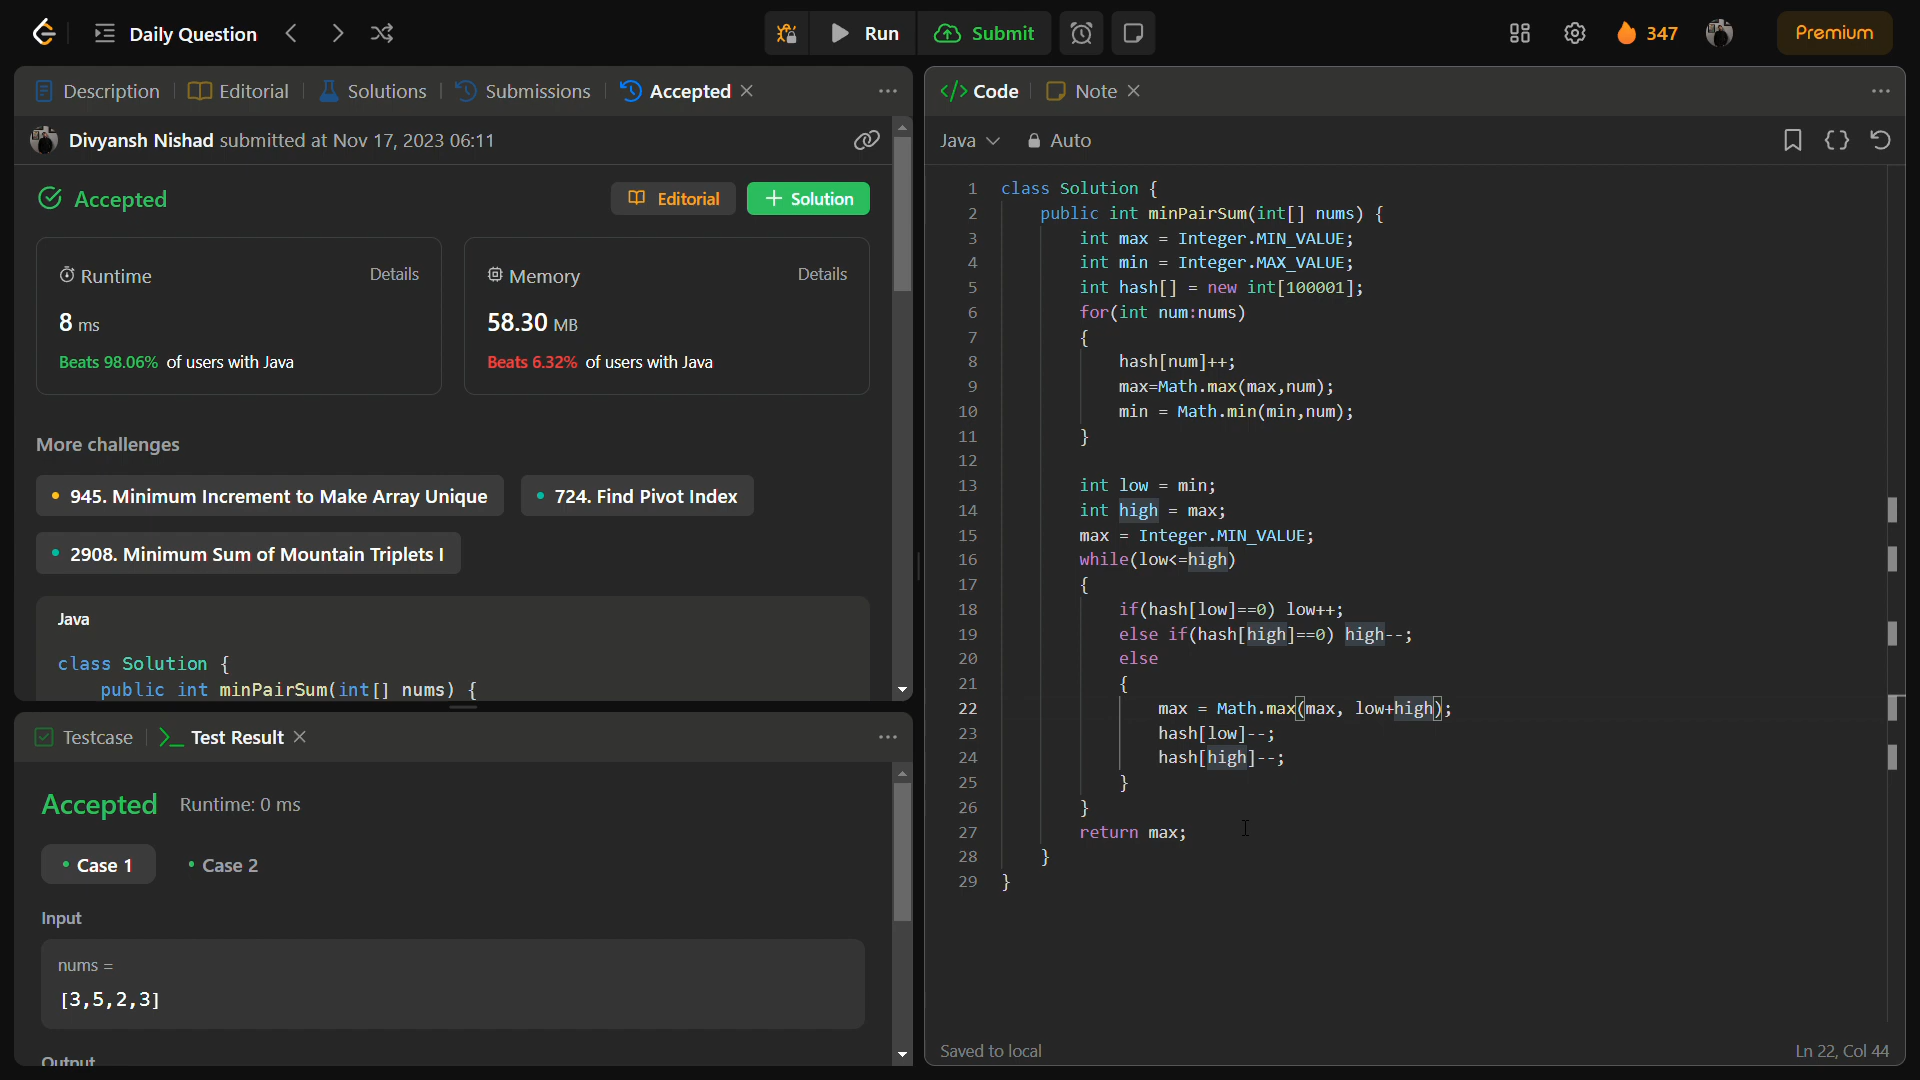 Daily Question
Run
Submit
347
Premium
Description
Editorial
Solutions
Submissions
Accepted
Divyansh Nishad submitted at Nov 17, 2023 06:11
Accepted
Editorial
Solution
Runtime
Details
8 ms
Beats 98.06% of users with Java
Memory
Details
58.30 MB
Beats 6.32% of users with Java
More challenges
945. Minimum Increment to Make Array Unique
724. Find Pivot Index
2908. Minimum Sum of Mountain Triplets I
Java
class Solution {
public int minPairSum(int[] nums) {
Testcase
Test Result
Accepted Runtime: 0 ms
Case 1
Case 2
Input
nums =
[3,5,2,3]
Output
Code
Note
Java
Auto
1 class Solution {
2 public int minPairSum(int[] nums) {
3 int max = Integer.MIN_VALUE;
4 int min = Integer.MAX_VALUE;
5 int hash[] = new int[100001];
6 for(int num:nums)
7 {
8 hash[num]++;
9 max=Math.max(max,num);
10 min = Math.min(min,num);
11 }
12
13 int low = min;
14 int high = max;
15 max = Integer.MIN_VALUE;
16 while(low<=high)
17 {
18 if(hash[low]==0) low++;
19 else if(hash[high]==0) high--;
20 else
21 {
22 max = Math.max(max, low+high);
23 hash[low]--;
24 hash[high]--;
25 }
26 }
27 return max;
28 }
29 }
Saved to local
Ln 22, Col 44